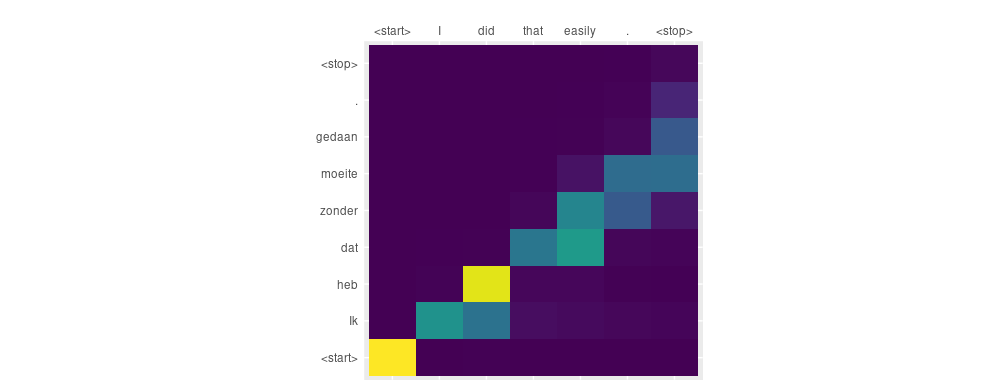 <start> I did that easily . <stop>
<stop>
.
gedaan
moeite
zonder
dat
heb
Ik
<start>